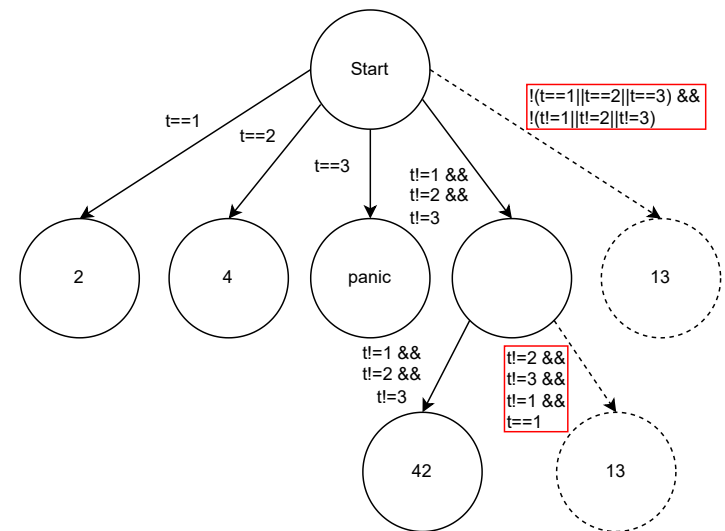 Start
!(t==1||t==2||t==3) &&
!(t!=1||t!=2||t!=3)
t==1
t==2
t==3
t!=1 &&
t!=2 &&
t!=3
2
4
panic
13
t!=1 &&
t!=2 &&
t!=3
t!=2 &&
t!=3 &&
t!=1 &&
t==1
42
13